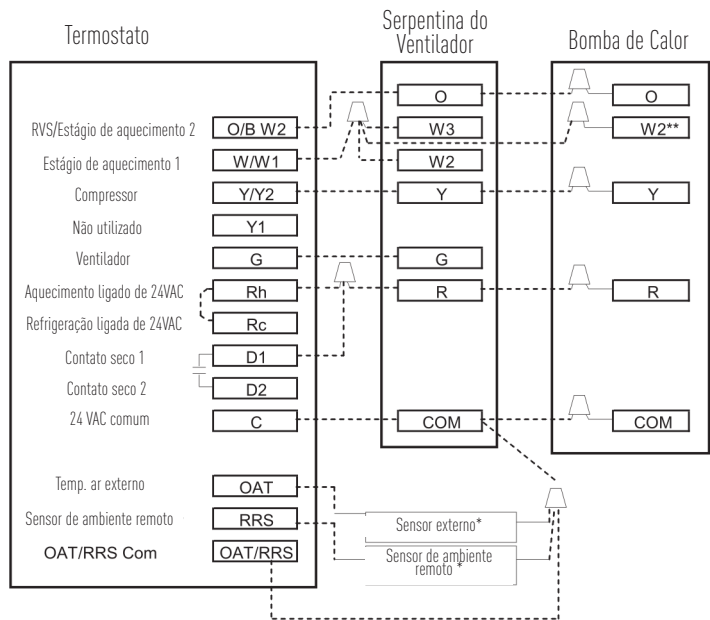 Termostato
Serpentina do
Ventilador
Bomba de Calor
O
O
RVS/Estágio de aquecimento 2
O/B W2
W3
W2**
Estágio de aquecimento 1
W/W1
W2
Compressor
Y/Y2
Y
Y
Não utilizado
Y1
Ventilador
G
G
Aquecimento ligado de 24VAC
Rh
R
R
Refrigeração ligada de 24VAC
Rc
Contato seco 1
D1
Contato seco 2
D2
24 VAC comum
C
COM
COM
Temp. ar externo
OAT
Sensor de ambiente remoto
RRS
Sensor externo*
OAT/RRS Com
OAT/RRS
Sensor de ambiente
remoto *